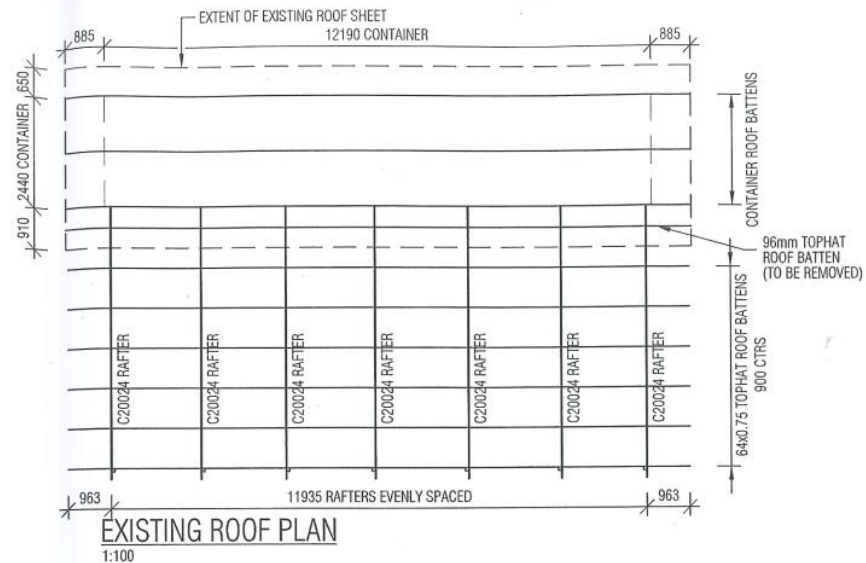 EXTENT OF EXISTING ROOF SHEET
885
12190 CONTAINER
885
650
2440 CONTAINER
910
CONTAINER ROOF BATTENS
96mm TOPHAT
ROOF BATTEN
(TO BE REMOVED)
64x0.75 TOPHAT ROOF BATTENS
900 CTRS
C20024 RAFTER
C20024 RAFTER
C20024 RAFTER
C20024 RAFTER
C20024 RAFTER
C20024 RAFTER
C20024 RAFTER
963
11935 RAFTERS EVENLY SPACED
963
EXISTING ROOF PLAN
1:100